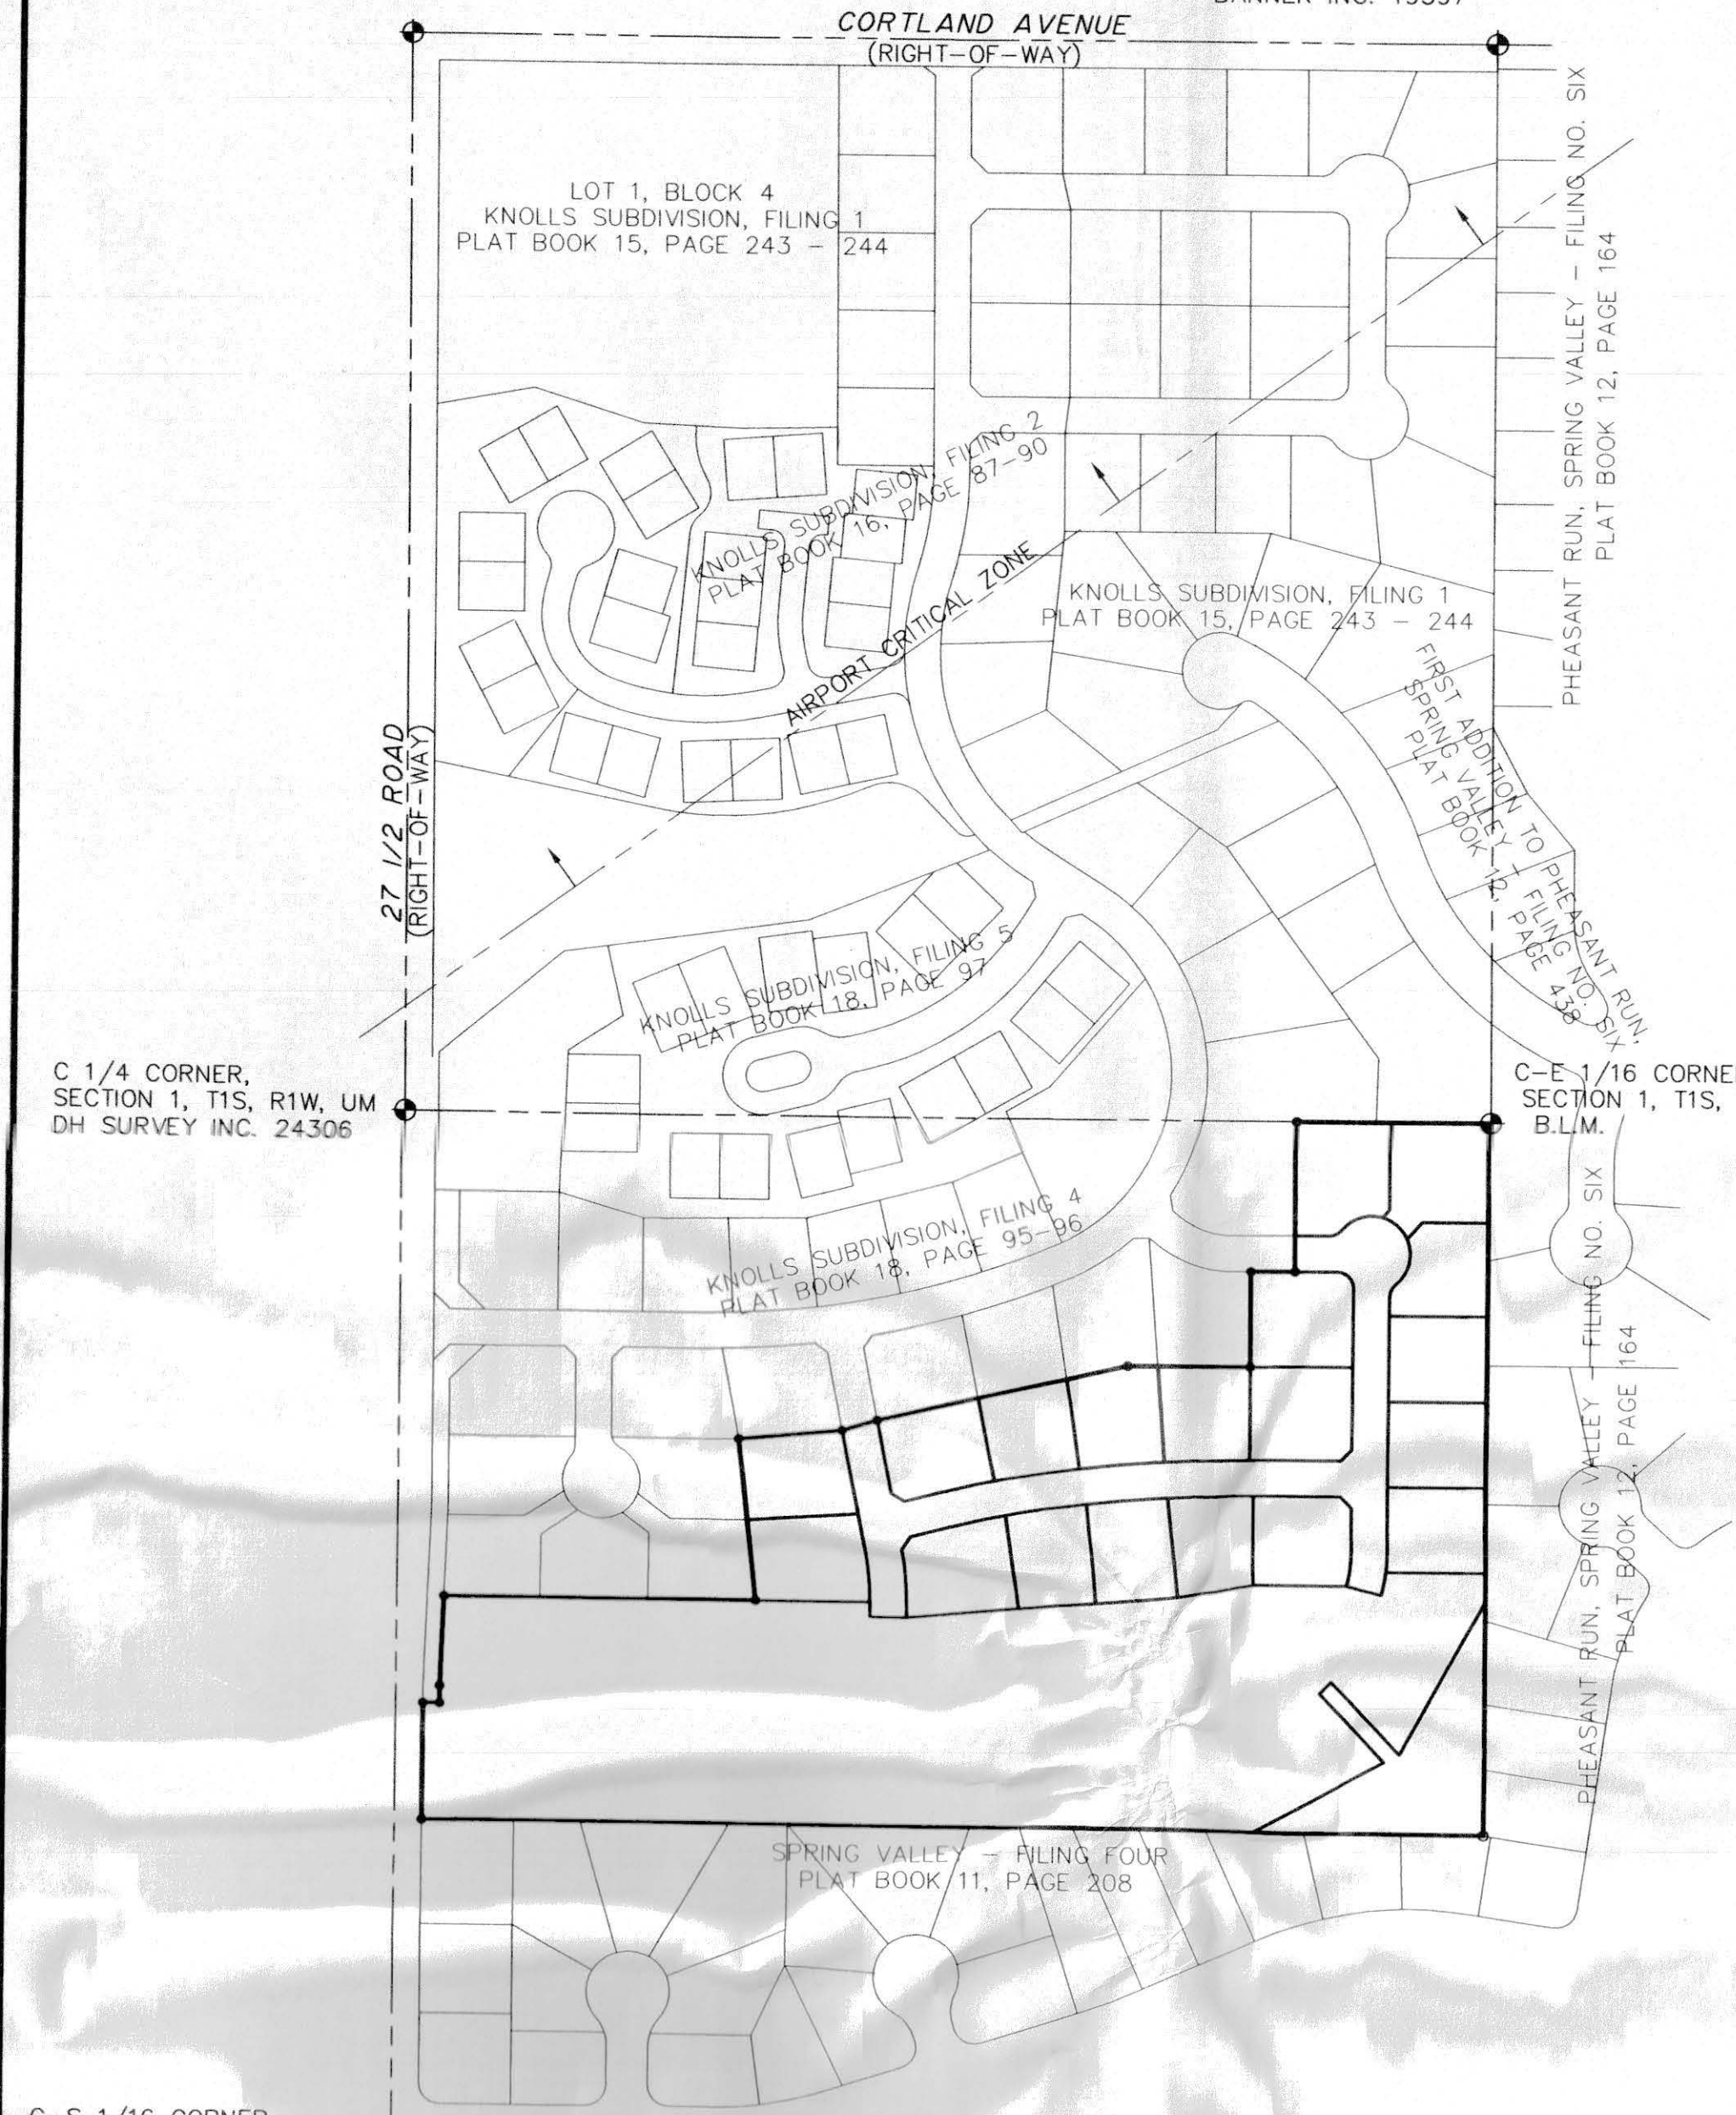 CORTLAND AVENUE
(RIGHT-OF-WAY)
LOT 1, BLOCK 4
KNOLLS SUBDIVISION, FILING 1
PLAT BOOK 15, PAGE 243 - 244
PHEASANT RUN, SPRING VALLEY - FILING NO. SIX
PLAT BOOK 12, PAGE 164
KNOLLS SUBDIVISION, FILING 2
PLAT BOOK 16, PAGE 87-90
AIRPORT CRITICAL ZONE
KNOLLS SUBDIVISION, FILING 1
PLAT BOOK 15, PAGE 243 - 244
FIRST ADDITION TO PHEASANT RUN,
SPRING VALLEY - FILING NO. SIX
PLAT BOOK 12, PAGE 438
27 1/2 ROAD
(RIGHT-OF-WAY)
KNOLLS SUBDIVISION, FILING 5
PLAT BOOK 18, PAGE 97
C 1/4 CORNER,
SECTION 1, T1S, R1W, UM
DH SURVEY INC. 24306
C-E 1/16 CORNE
SECTION 1, T1S,
B.L.M.
KNOLLS SUBDIVISION, FILING 4
PLAT BOOK 18, PAGE 95-96
PHEASANT RUN, SPRING VALLEY - FILING NO. SIX
PLAT BOOK 12, PAGE 164
SPRING VALLEY - FILING FOUR
PLAT BOOK 11, PAGE 208